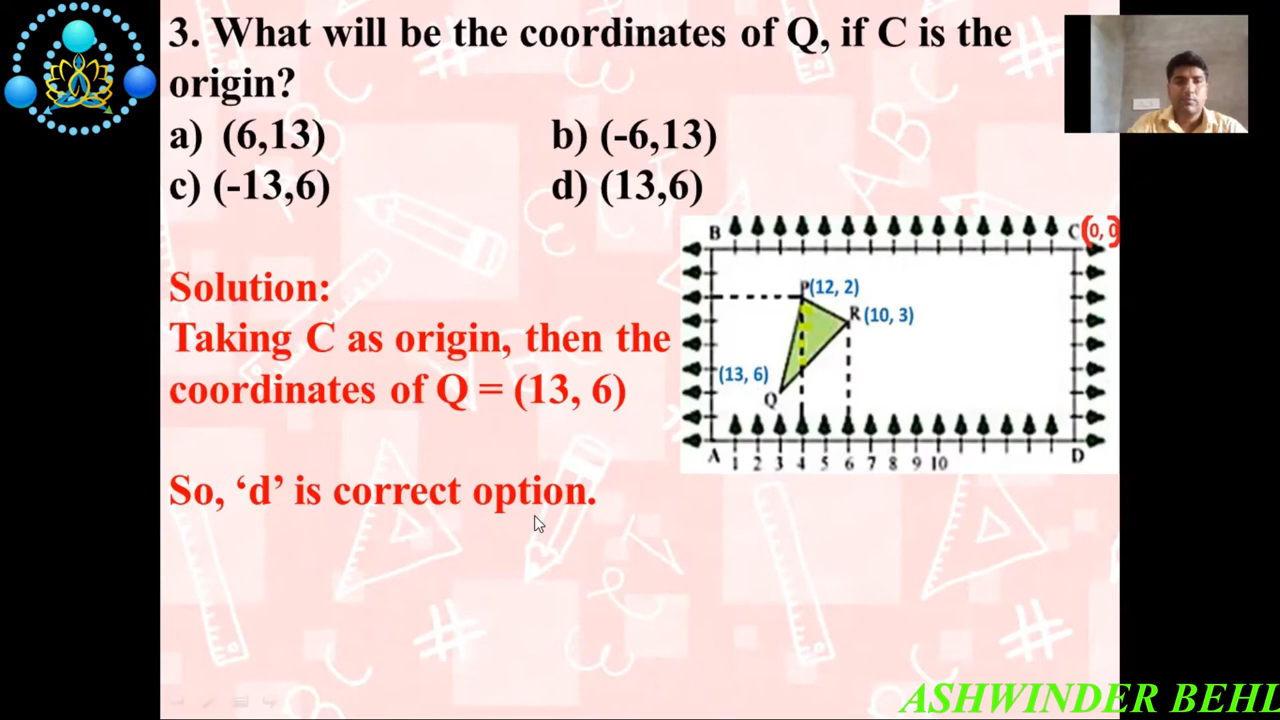 3. What will be the coordinates of Q, if C is the
origin?
a) (6,13) b) (-6,13)
c) (-13,6) d) (13,6)
B C (0, 0)
Solution:
P(12, 2)
R (10, 3)
Taking C as origin, then the
coordinates of Q = (13, 6)
(13, 6)
Q
A 1 2 3 4 5 6 7 8 9 10 D
So, ‘d’ is correct option.
ASHWINDER BEHL